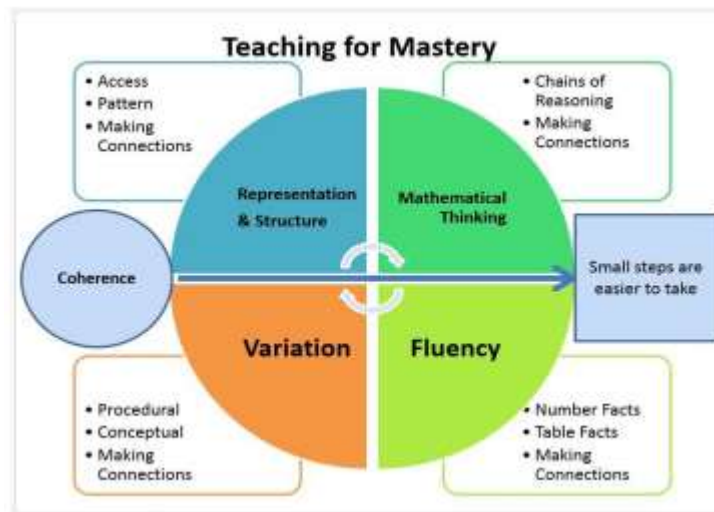 Teaching for Mastery
• Access
• Pattern
• Making
Connections
• Chains of
Reasoning
• Making
Connections
Representation
& Structure
Mathematical
Thinking
Coherence
Small steps are
easier to take
Variation
Fluency
• Procedural
• Conceptual
• Making
Connections
• Number Facts
• Table Facts
• Making
Connections